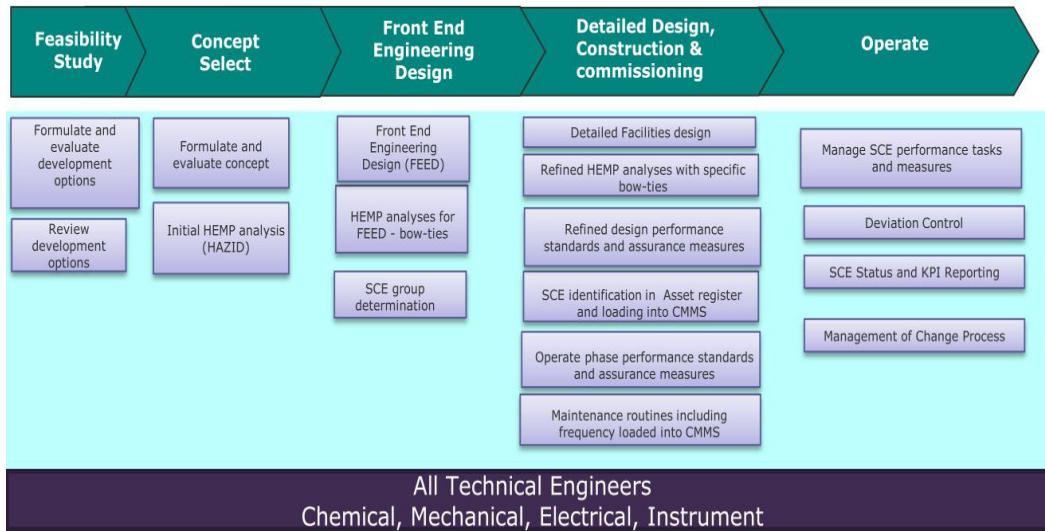 Feasibility
Study
Concept
Select
Front End
Engineering
Design
Detailed Design,
Construction &
commissioning
Operate
Formulate and
evaluate
development
options
Review
development
options
Formulate and
evaluate concept
Initial HEMP analysis
(HAZID)
Front End
Engineering
Design (FEED)
HEMP analyses for
FEED - bow-ties
SCE group
determination
Detailed Facilities design
Refined HEMP analyses with specific
bow-ties
Refined design performance
standards and assurance measures
SCE identification in Asset register
and loading into CMMS
Operate phase performance standards
and assurance measures
Maintenance routines including
frequency loaded into CMMS
Manage SCE performance tasks
and measures
Deviation Control
SCE Status and KPI Reporting
Management of Change Process
All Technical Engineers
Chemical, Mechanical, Electrical, Instrument